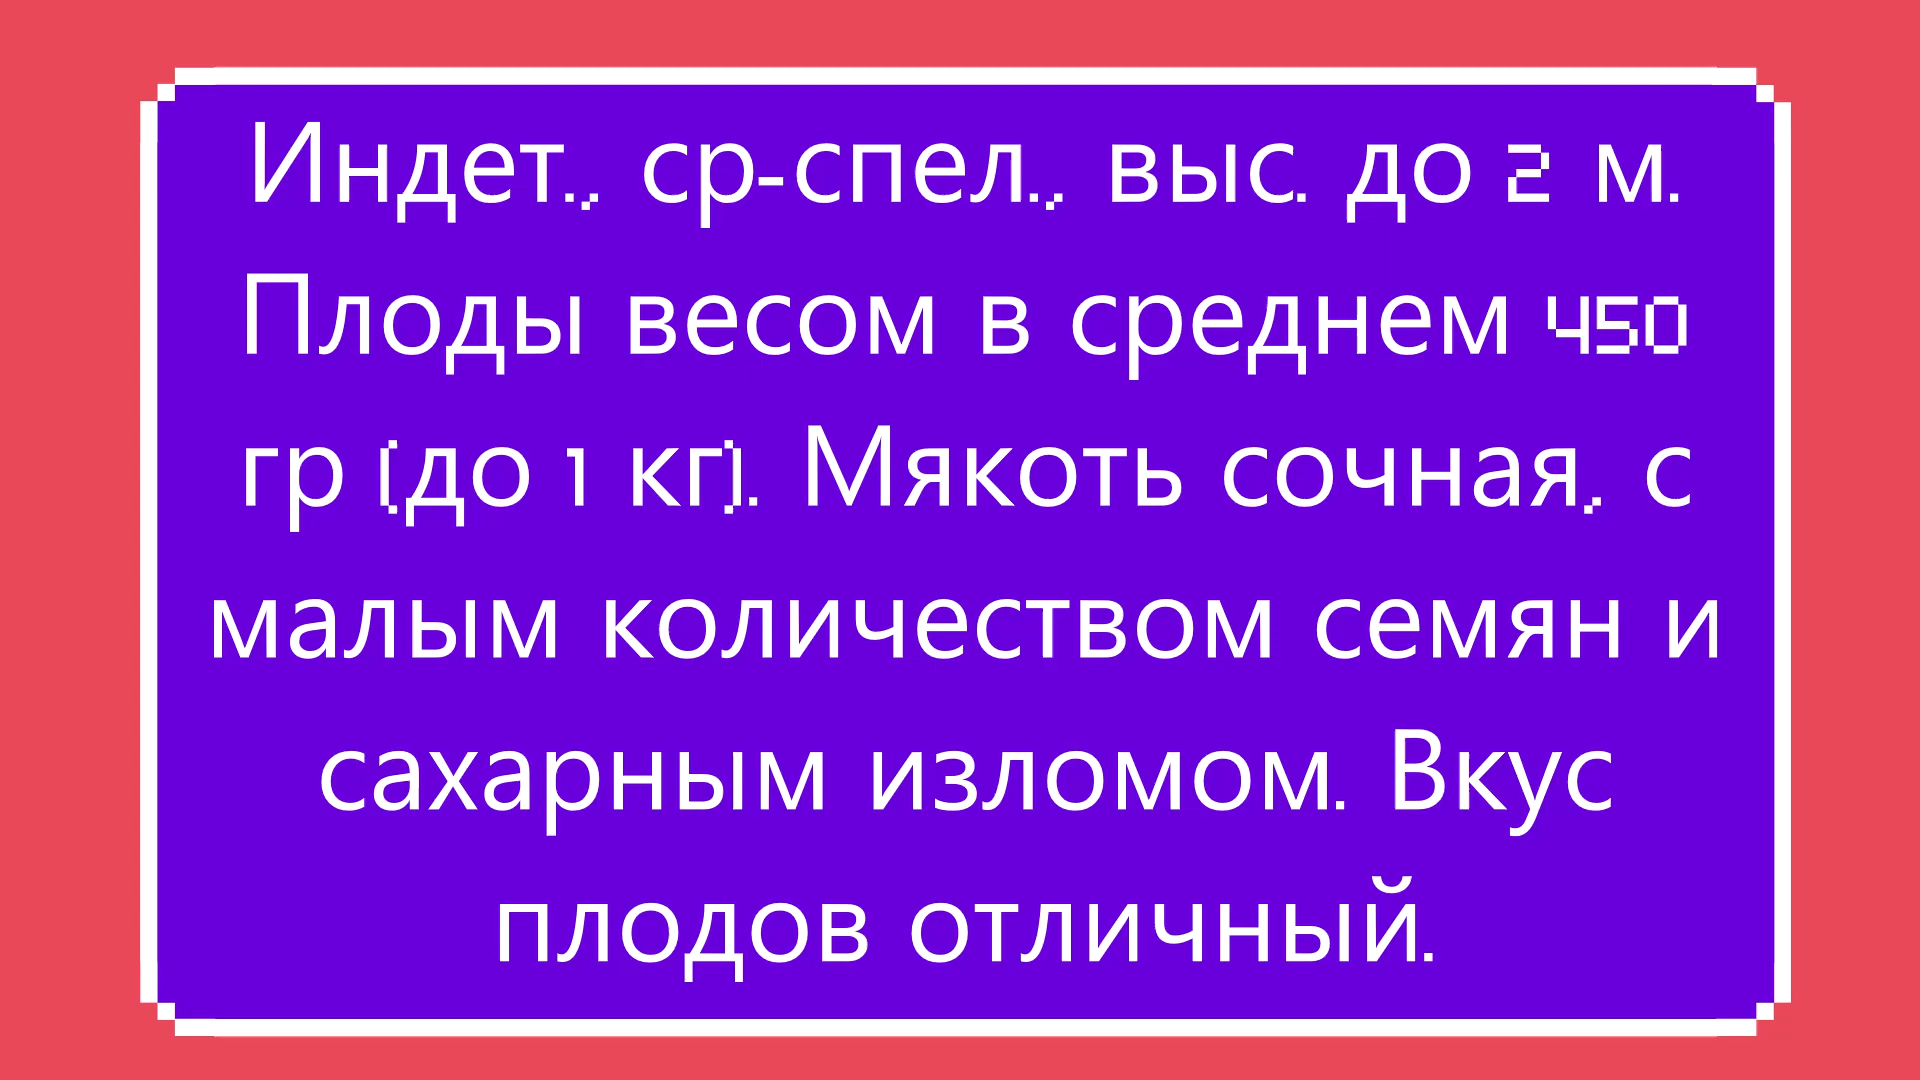 Индет., ср-спел., выс. до 2 м.
Плоды весом в среднем 450
гр (до 1 кг). Мякоть сочная, с
малым количеством семян и
сахарным изломом. Вкус
плодов отличный.